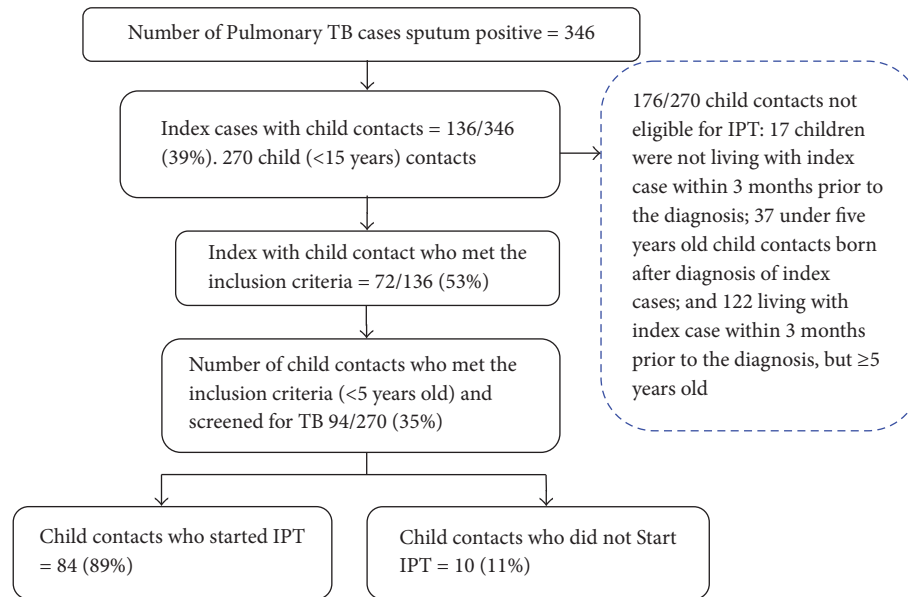 Number of Pulmonary TB cases sputum positive = 346
Index cases with child contacts = 136/346
(39%). 270 child (<15 years) contacts
176/270 child contacts not
eligible for IPT: 17 children
were not living with index
case within 3 months prior to
the diagnosis; 37 under five
years old child contacts born
after diagnosis of index
cases; and 122 living with
index case within 3 months
prior to the diagnosis, but ≥5
years old
Index with child contact who met the
inclusion criteria = 72/136 (53%)
Number of child contacts who met the
inclusion criteria (<5 years old) and
screened for TB 94/270 (35%)
Child contacts who started IPT
= 84 (89%)
Child contacts who did not Start
IPT = 10 (11%)